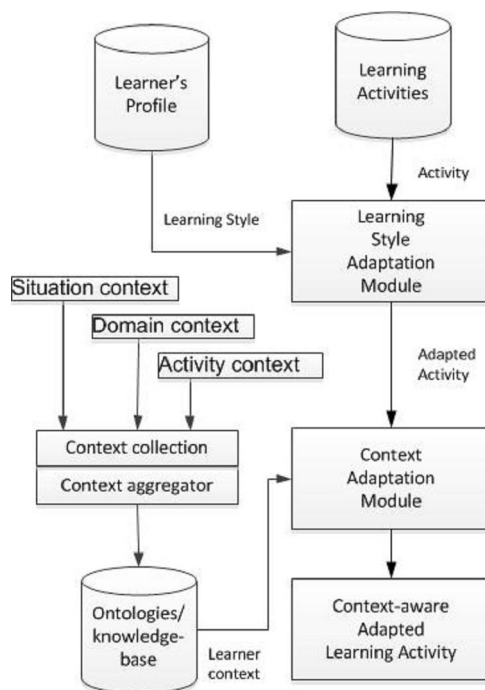 Learner's
Profile
Learning
Activities
Activity
Learning Style
Learning
Style
Adaptation
Module
Situation context
Domain context
Activity context
Adapted
Activity
Context collection
Context aggregator
Context
Adaptation
Module
Ontologies/
knowledge-
base
Learner
context
Context-aware
Adapted
Learning Activity